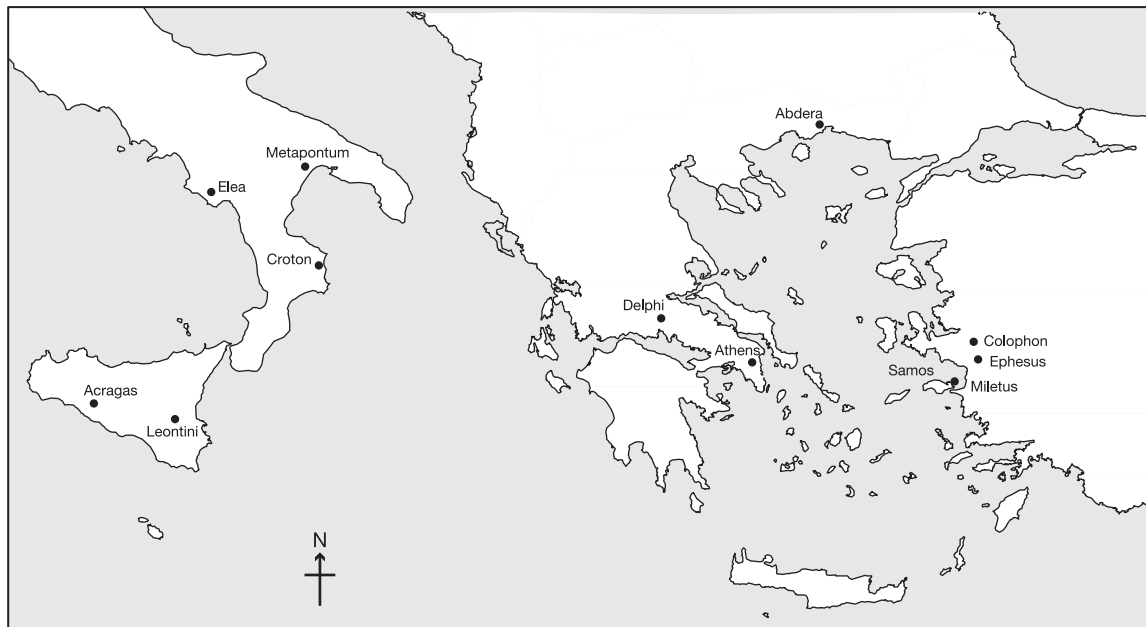 Abdera
Metapontum
Elea
Croton
Delphi
Colophon
Athens
Ephesus
Samos
Miletus
Acragas
Leontini
N